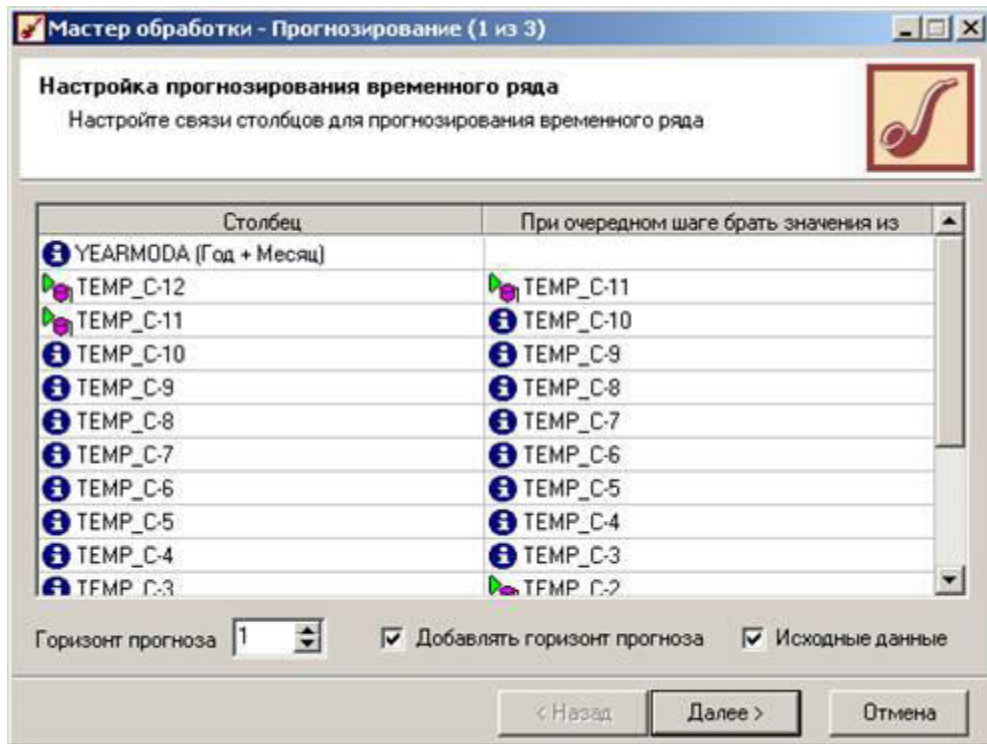 Мастер обработки - Прогнозирование (1 из 3)
Настройка прогнозирования временного ряда
Настройте связи столбцов для прогнозирования временного ряда
Столбец При очередном шаге брать значения из
YEARMODA (Год + Месяц)
TEMP_C-12 TEMP_C-11
TEMP_C-11 TEMP_C-10
TEMP_C-10 TEMP_C-9
TEMP_C-9 TEMP_C-8
TEMP_C-8 TEMP_C-7
TEMP_C-7 TEMP_C-6
TEMP_C-6 TEMP_C-5
TEMP_C-5 TEMP_C-4
TEMP_C-4 TEMP_C-3
TEMP_C-3 TEMP_C-2
Горизонт прогноза 1 Добавлять горизонт прогноза Исходные данные
< Назад Далее > Отмена